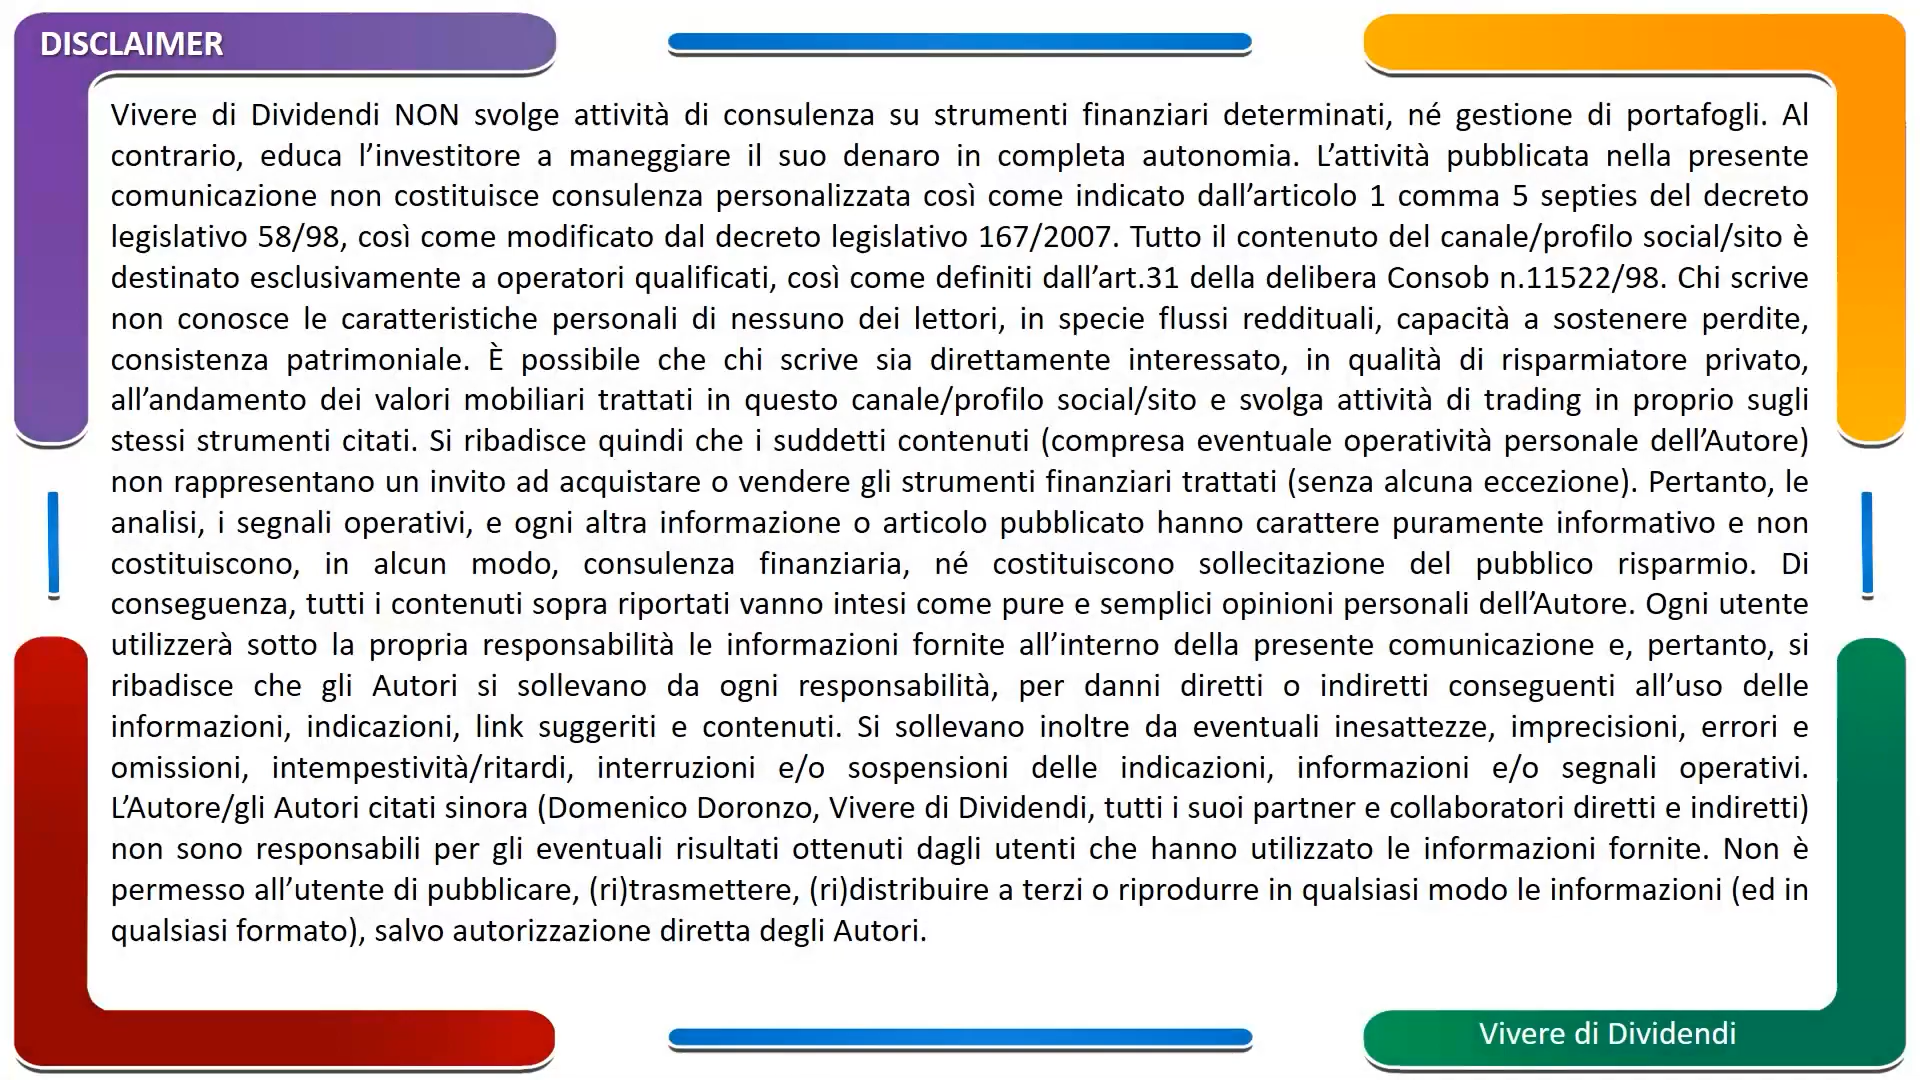 DISCLAIMER
Vivere di Dividendi NON svolge attività di consulenza su strumenti finanziari determinati, né gestione di portafogli. Al
contrario, educa l’investitore a maneggiare il suo denaro in completa autonomia. L’attività pubblicata nella presente
comunicazione non costituisce consulenza personalizzata così come indicato dall’articolo 1 comma 5 septies del decreto
legislativo 58/98, così come modificato dal decreto legislativo 167/2007. Tutto il contenuto del canale/profilo social/sito è
destinato esclusivamente a operatori qualificati, così come definiti dall’art.31 della delibera Consob n.11522/98. Chi scrive
non conosce le caratteristiche personali di nessuno dei lettori, in specie flussi reddituali, capacità a sostenere perdite,
consistenza patrimoniale. È possibile che chi scrive sia direttamente interessato, in qualità di risparmiatore privato,
all’andamento dei valori mobiliari trattati in questo canale/profilo social/sito e svolga attività di trading in proprio sugli
stessi strumenti citati. Si ribadisce quindi che i suddetti contenuti (compresa eventuale operatività personale dell’Autore)
non rappresentano un invito ad acquistare o vendere gli strumenti finanziari trattati (senza alcuna eccezione). Pertanto, le
analisi, i segnali operativi, e ogni altra informazione o articolo pubblicato hanno carattere puramente informativo e non
costituiscono, in alcun modo, consulenza finanziaria, né costituiscono sollecitazione del pubblico risparmio. Di
conseguenza, tutti i contenuti sopra riportati vanno intesi come pure e semplici opinioni personali dell’Autore. Ogni utente
utilizzerà sotto la propria responsabilità le informazioni fornite all’interno della presente comunicazione e, pertanto, si
ribadisce che gli Autori si sollevano da ogni responsabilità, per danni diretti o indiretti conseguenti all’uso delle
informazioni, indicazioni, link suggeriti e contenuti. Si sollevano inoltre da eventuali inesattezze, imprecisioni, errori e
omissioni, intempestività/ritardi, interruzioni e/o sospensioni delle indicazioni, informazioni e/o segnali operativi.
L’Autore/gli Autori citati sinora (Domenico Doronzo, Vivere di Dividendi, tutti i suoi partner e collaboratori diretti e indiretti)
non sono responsabili per gli eventuali risultati ottenuti dagli utenti che hanno utilizzato le informazioni fornite. Non è
permesso all’utente di pubblicare, (ri)trasmettere, (ri)distribuire a terzi o riprodurre in qualsiasi modo le informazioni (ed in
qualsiasi formato), salvo autorizzazione diretta degli Autori.
Vivere di Dividendi